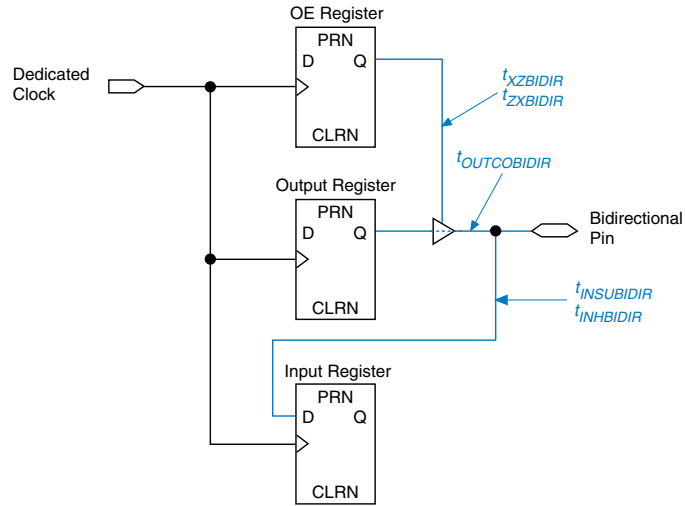 OE Register
PRN
D Q
CLRN
Dedicated
Clock
tXZBIDIR
tZXBIDIR
tOUTCOBIDIR
Output Register
PRN
D Q
CLRN
Bidirectional
Pin
tINSUBIDIR
tINHBIDIR
Input Register
PRN
D Q
CLRN